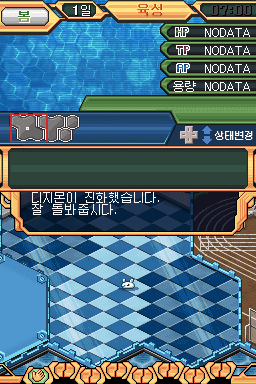 봄 1일 육성 07:00
HP NODATA
TP NODATA
AP NODATA
용량 NODATA
상태변경
디지몬이 진화했습니다.
잘 돌봐줍시다.